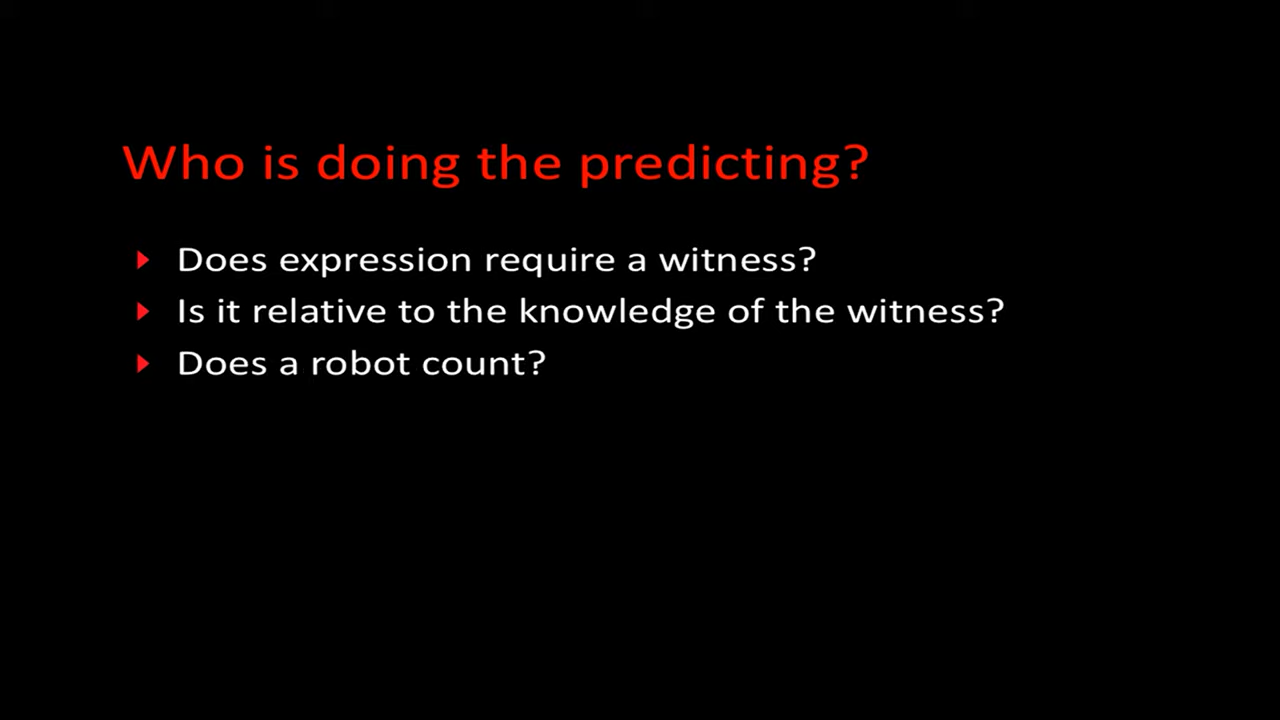 Who is doing the predicting?
Does expression require a witness?
Is it relative to the knowledge of the witness?
Does a robot count?